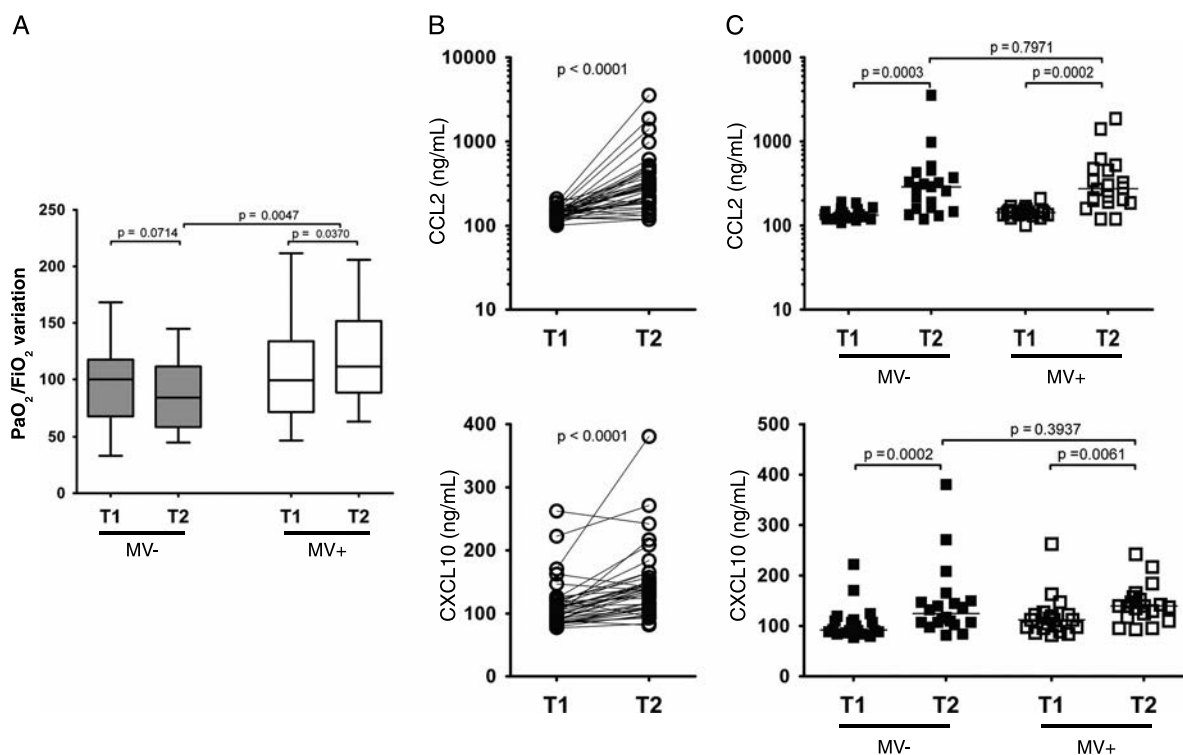 A
PaO2/FiO2 variation
250
200
150
100
50
0
p = 0.0047
p = 0.0714
p = 0.0370
T1 T2 T1 T2
MV- MV+
B
CCL2 (ng/mL)
10000
1000
100
10
p < 0.0001
T1 T2
CXCL10 (ng/mL)
400
300
200
100
0
p < 0.0001
T1 T2
C
CCL2 (ng/mL)
10000
1000
100
10
p = 0.7971
p =0.0003
p =0.0002
T1 T2 T1 T2
MV- MV+
CXCL10 (ng/mL)
500
400
300
200
100
0
p = 0.3937
p =0.0002
p =0.0061
T1 T2 T1 T2
MV- MV+